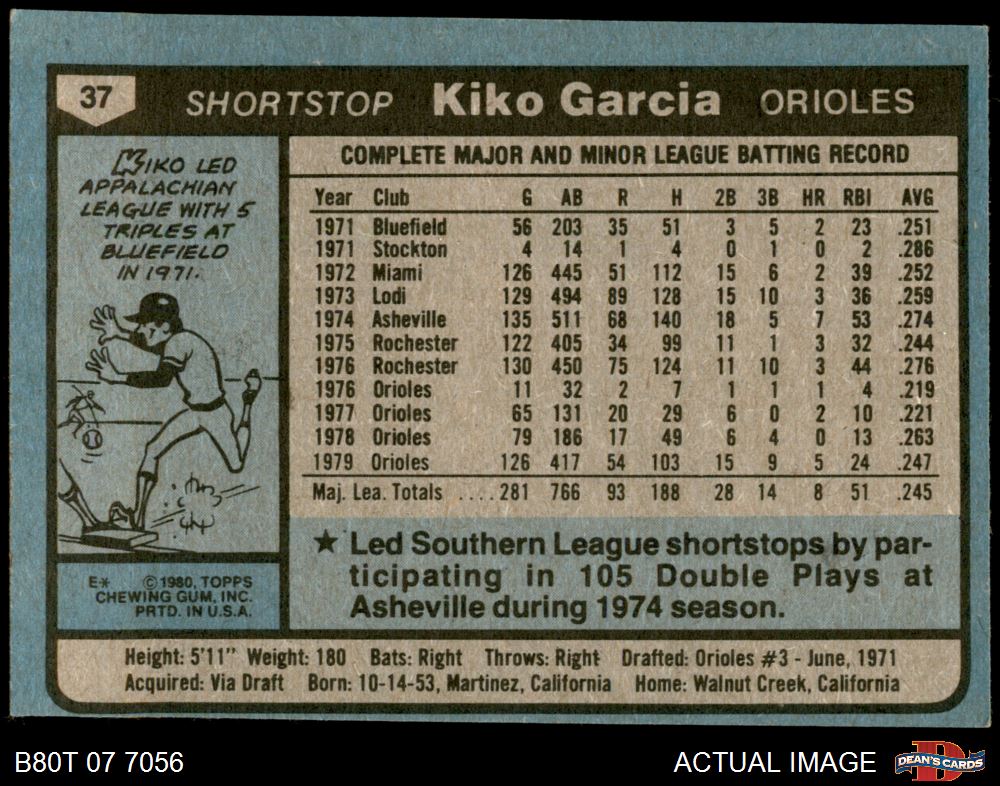 37 SHORTSTOP Kiko Garcia ORIOLES
KIKO LED
APPALACHIAN
LEAGUE WITH 5
TRIPLES AT
BLUEFIELD
IN 1971.
COMPLETE MAJOR AND MINOR LEAGUE BATTING RECORD
Year Club G AB R H 2B 3B HR RBI AVG
1971 Bluefield 56 203 35 51 3 5 2 23 .251
1971 Stockton 4 14 1 4 0 1 0 2 .286
1972 Miami 126 445 51 112 15 6 2 39 .252
1973 Lodi 129 494 89 128 15 10 3 36 .259
1974 Asheville 135 511 68 140 18 5 7 53 .274
1975 Rochester 122 405 34 99 11 1 3 32 .244
1976 Rochester 130 450 75 124 11 10 3 44 .276
1976 Orioles 11 32 2 7 1 1 1 4 .219
1977 Orioles 65 131 20 29 6 0 2 10 .221
1978 Orioles 79 186 17 49 6 4 0 13 .263
1979 Orioles 126 417 54 103 15 9 5 24 .247
Maj. Lea. Totals ....281 766 93 188 28 14 8 51 .245
★ Led Southern League shortstops by par-
ticipating in 105 Double Plays at
Asheville during 1974 season.
E* ©1980, TOPPS
CHEWING GUM, INC.
PRTD. IN U.S.A.
Height: 5'11" Weight: 180 Bats: Right Throws: Right Drafted: Orioles #3 - June, 1971
Acquired: Via Draft Born: 10-14-53, Martinez, California Home: Walnut Creek, California
B80T 07 7056 ACTUAL IMAGE DEAN'S CARDS